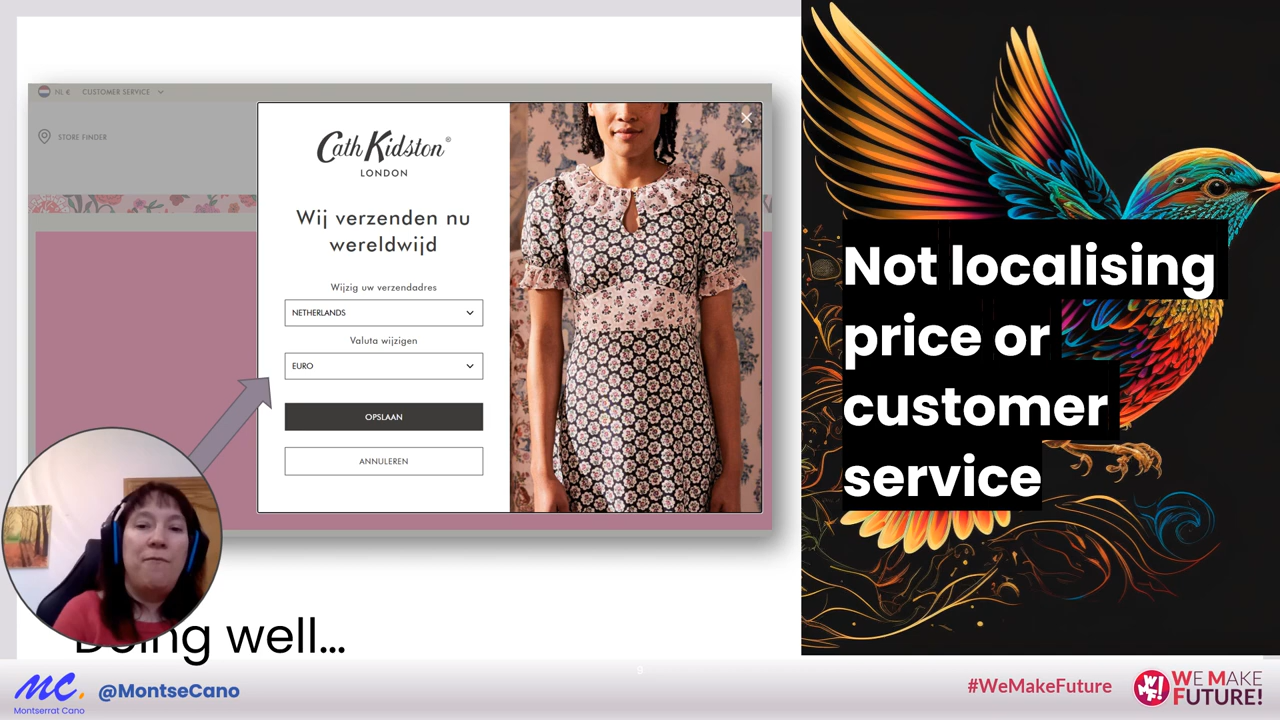 NL €
CUSTOMER SERVICE
STORE FINDER
Cath Kidston®
LONDON
Wij verzenden nu
wereldwijd
Wijzig uw verzendadres
NETHERLANDS
Valuta wijzigen
EURO
OPSLAAN
ANNULEREN
Not localising
price or
customer
service
Doing well...
MC.
Montserrat Cano
@MontseCano
#WeMakeFuture
WE MAKE
FUTURE!